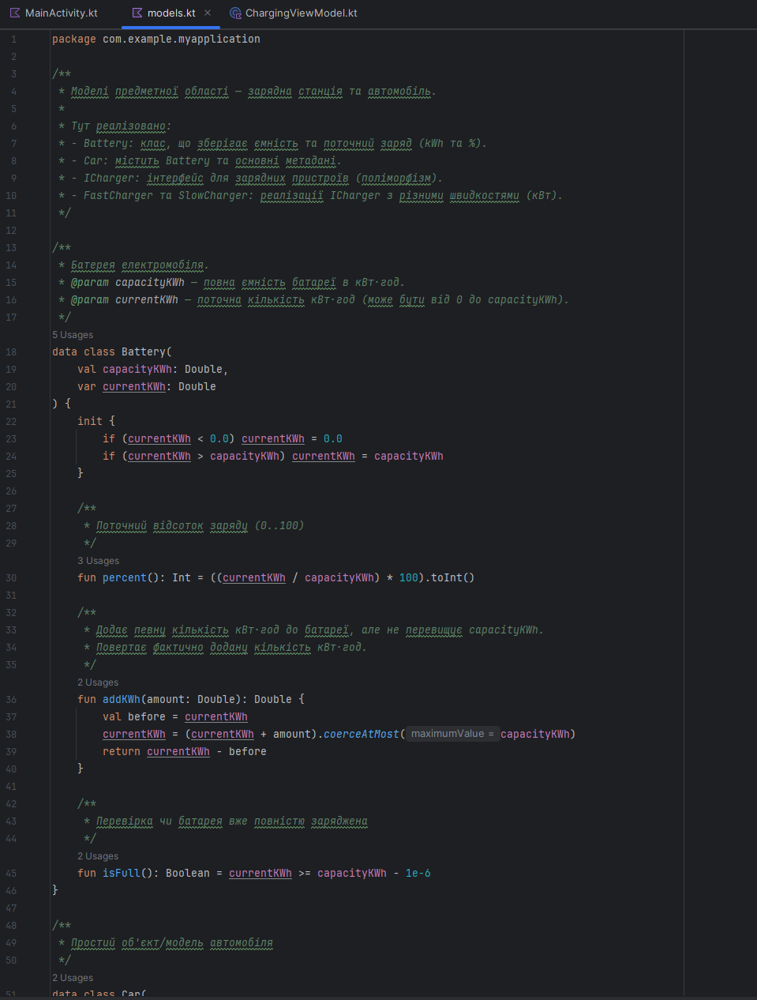 MainActivity.kt models.kt × ChargingViewModel.kt
1 package com.example.myapplication
2
3 /**
4 * Моделі предметної області — зарядна станція та автомобіль.
5 *
6 * Тут реалізовано:
7 * - Battery: клас, що зберігає ємність та поточний заряд (kWh та %).
8 * - Car: містить Battery та основні метадані.
9 * - ICharger: інтерфейс для зарядних пристроїв (поліморфізм).
10 * - FastCharger та SlowCharger: реалізації ICharger з різними швидкостями (кВт).
11 */
12
13 /**
14 * Батерея електромобіля.
15 * @param capacityKWh — повна ємність батареї в кВт·год.
16 * @param currentKWh — поточна кількість кВт·год (може бути від 0 до capacityKWh).
17 */
5 Usages
18 data class Battery(
19 val capacityKWh: Double,
20 var currentKWh: Double
21 ) {
22 init {
23 if (currentKWh < 0.0) currentKWh = 0.0
24 if (currentKWh > capacityKWh) currentKWh = capacityKWh
25 }
26
27 /**
28 * Поточний відсоток заряду (0..100)
29 */
3 Usages
30 fun percent(): Int = ((currentKWh / capacityKWh) * 100).toInt()
31
32 /**
33 * Додає певну кількість кВт·год до батареї, але не перевищує capacityKWh.
34 * Повертає фактично додану кількість кВт·год.
35 */
2 Usages
36 fun addKWh(amount: Double): Double {
37 val before = currentKWh
38 currentKWh = (currentKWh + amount).coerceAtMost( maximumValue = capacityKWh)
39 return currentKWh - before
40 }
41
42 /**
43 * Перевірка чи батарея вже повністю заряджена
44 */
2 Usages
45 fun isFull(): Boolean = currentKWh >= capacityKWh - 1e-6
46 }
47
48 /**
49 * Простий об'єкт/модель автомобіля
50 */
2 Usages
51 data class Car(